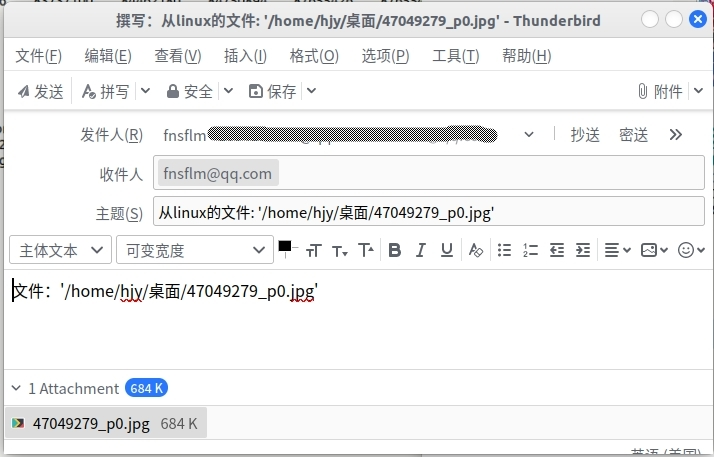 撰写：从linux的文件: '/home/hjy/桌面/47049279_p0.jpg' - Thunderbird
文件(F) 编辑(E) 查看(V) 插入(I) 格式(O) 选项(P) 工具(T) 帮助(H)
发送 拼写 安全 保存 附件
发件人(R) fnsflm 抄送 密送
收件人 fnsflm@qq.com
主题(S) 从linux的文件: '/home/hjy/桌面/47049279_p0.jpg'
主体文本 可变宽度
文件：'/home/hjy/桌面/47049279_p0.jpg'
1 Attachment 684 K
47049279_p0.jpg 684 K
英语 (美国)